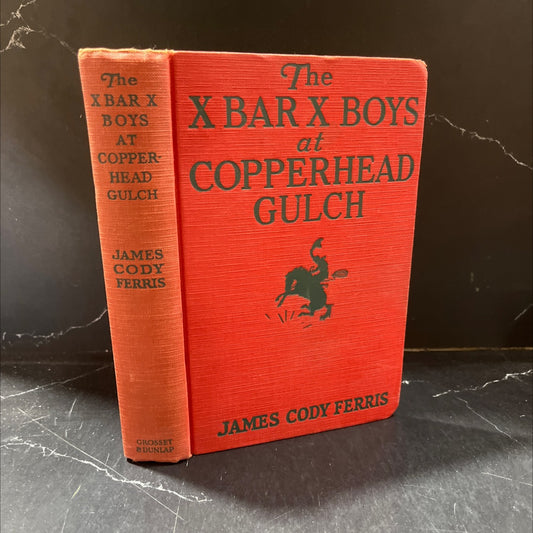 The
X BAR X
BOYS
AT
COPPER-
HEAD
GULCH
JAMES
CODY
FERRIS
GROSSET
& DUNLAP
The
X BAR X BOYS
at
COPPERHEAD
GULCH
JAMES CODY FERRIS